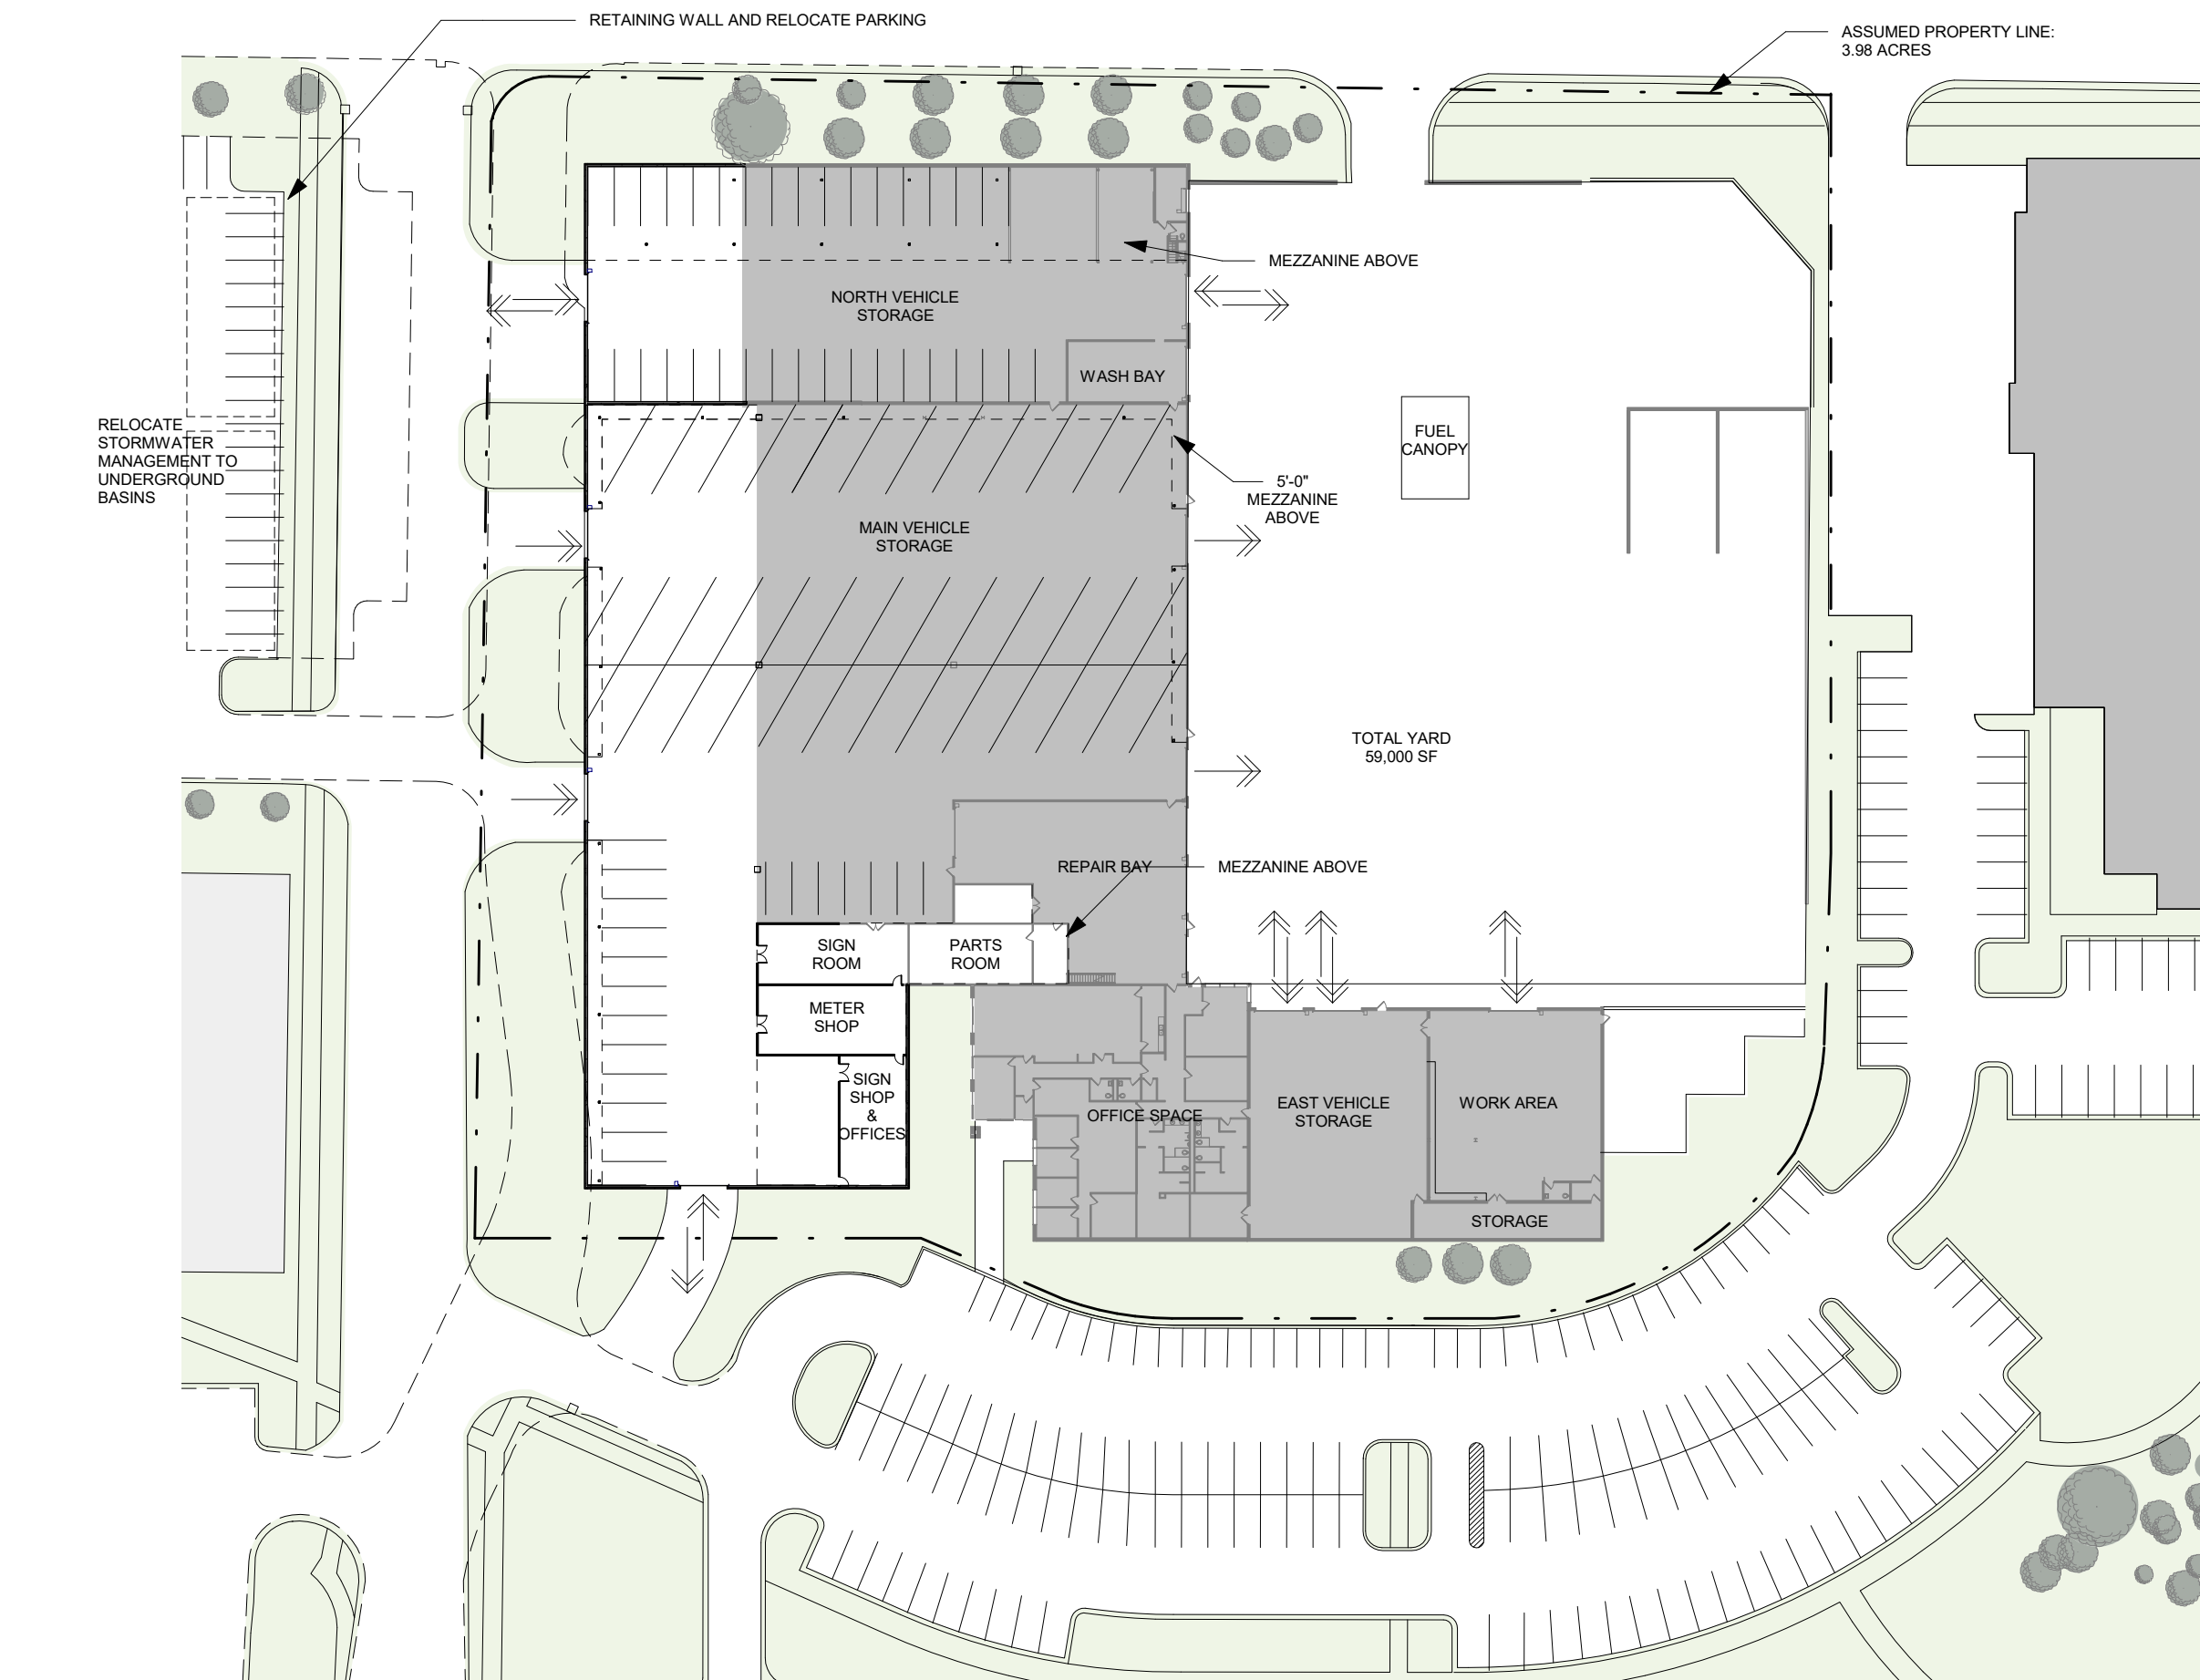 RETAINING WALL AND RELOCATE PARKING
ASSUMED PROPERTY LINE:
3.98 ACRES
MEZZANINE ABOVE
NORTH VEHICLE
STORAGE
WASH BAY
RELOCATE
STORMWATER
MANAGEMENT TO
UNDERGROUND
BASINS
FUEL
CANOPY
5'-0"
MEZZANINE
ABOVE
MAIN VEHICLE
STORAGE
TOTAL YARD
59,000 SF
REPAIR BAY
MEZZANINE ABOVE
SIGN
ROOM
PARTS
ROOM
METER
SHOP
SIGN
SHOP
&
OFFICES
OFFICE SPACE
EAST VEHICLE
STORAGE
WORK AREA
STORAGE